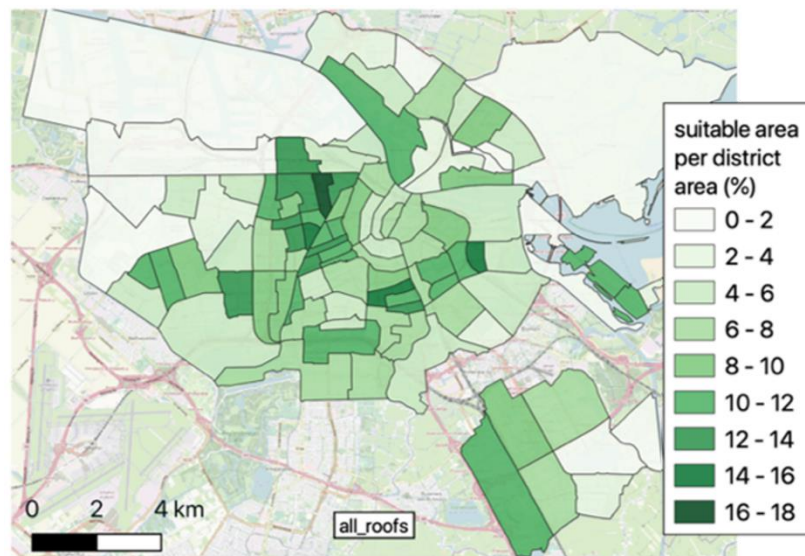 suitable area
per district
area (%)
0 - 2
2 - 4
4 - 6
6 - 8
8 - 10
10 - 12
12 - 14
14 - 16
16 - 18
0 2 4 km
all_roofs